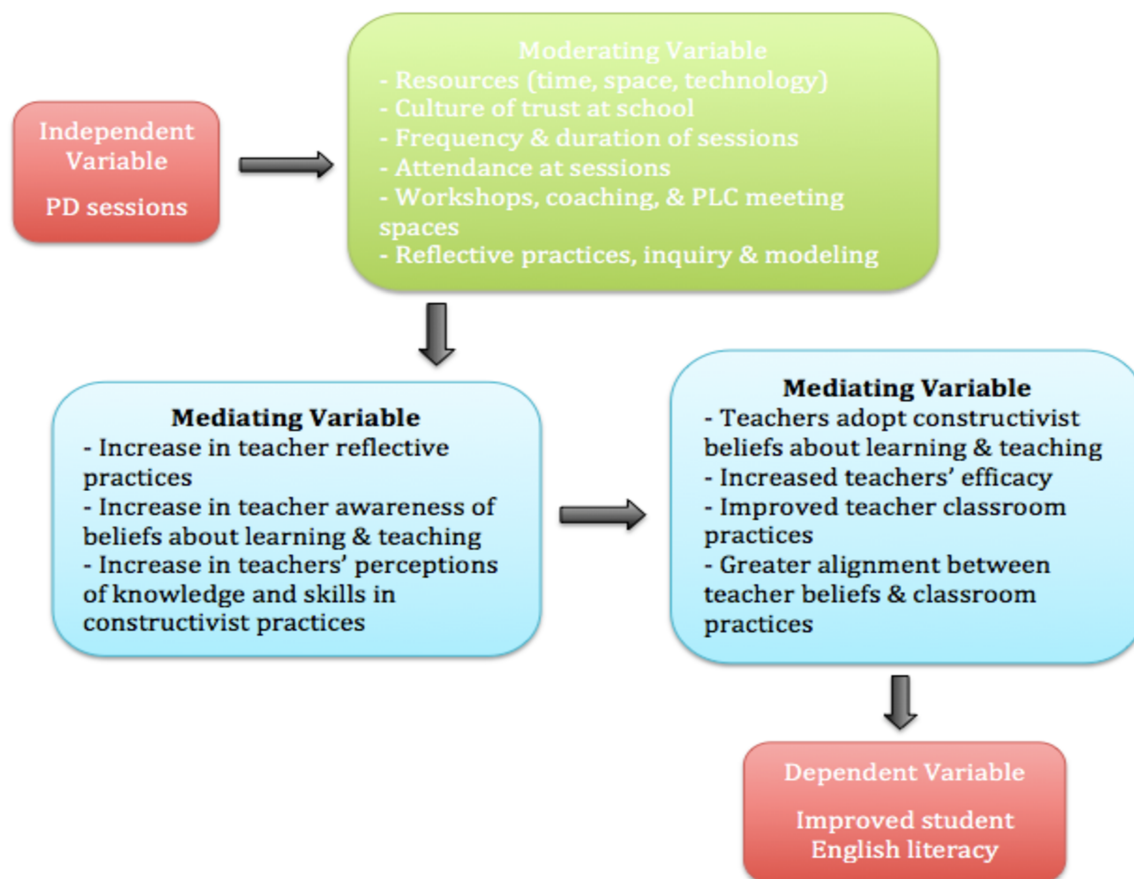 Independent
Variable
PD sessions
Moderating Variable
- Resources (time, space, technology)
- Culture of trust at school
- Frequency & duration of sessions
- Attendance at sessions
- Workshops, coaching, & PLC meeting
spaces
- Reflective practices, inquiry & modeling
Mediating Variable
- Increase in teacher reflective
practices
- Increase in teacher awareness of
beliefs about learning & teaching
- Increase in teachers’ perceptions
of knowledge and skills in
constructivist practices
Mediating Variable
- Teachers adopt constructivist
beliefs about learning & teaching
- Increased teachers’ efficacy
- Improved teacher classroom
practices
- Greater alignment between
teacher beliefs & classroom
practices
Dependent Variable
Improved student
English literacy